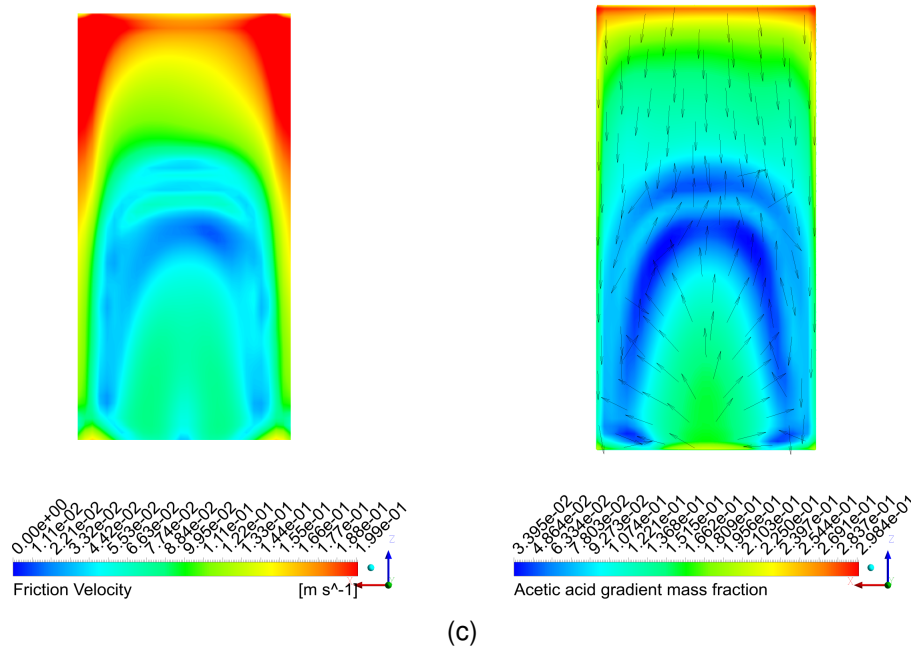 0.00e+00
1.11e-02
2.21e-02
3.32e-02
4.42e-02
5.53e-02
6.63e-02
7.74e-02
8.84e-02
9.95e-02
1.11e-01
1.22e-01
1.33e-01
1.44e-01
1.55e-01
1.66e-01
1.77e-01
1.88e-01
1.99e-01
Friction Velocity [m s^-1]
Z
X
3.395e-02
4.864e-02
6.334e-02
7.803e-02
9.273e-02
1.074e-01
1.221e-01
1.368e-01
1.515e-01
1.662e-01
1.809e-01
1.956e-01
2.103e-01
2.250e-01
2.397e-01
2.544e-01
2.691e-01
2.837e-01
2.984e-01
Acetic acid gradient mass fraction
Z
X
(c)